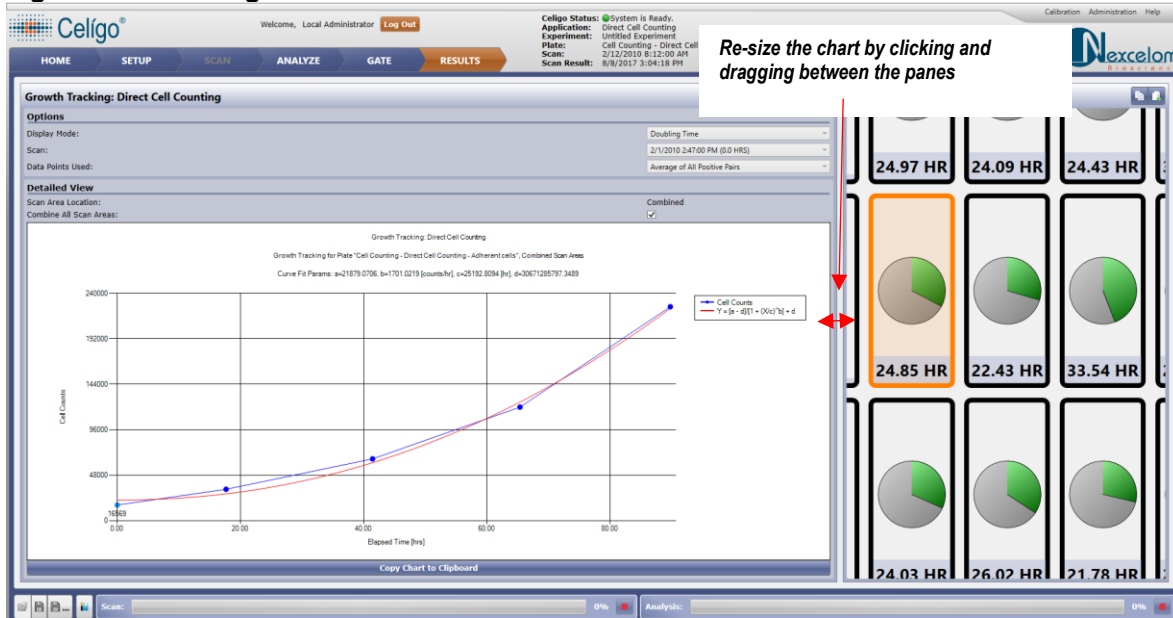 Celígo®
Welcome, Local Administrator Log Out
Celigo Status: System is Ready.
Application: Direct Cell Counting
Experiment: Untitled Experiment
Plate: Cell Counting - Direct Cell
Scan: 2/12/2010 8:12:00 AM
Scan Result: 8/8/2017 3:04:18 PM
Calibration Administration Help
Nexcelom
Bioscience
HOME SETUP SCAN ANALYZE GATE RESULTS
Re-size the chart by clicking and
dragging between the panes
Growth Tracking: Direct Cell Counting
Options
Display Mode: Doubling Time
Scan: 2/1/2010 2:47:00 PM (0.0 HRS)
Data Points Used: Average of All Positive Pairs
Detailed View
Scan Area Location: Combined
Combine All Scan Areas:
Growth Tracking: Direct Cell Counting
Growth Tracking for Plate "Cell Counting - Direct Cell Counting - Adherent cells", Combined Scan Areas
Curve Fit Params: a=21879.0706, b=1701.0219 [counts/hr], c=25192.8094 [hr], d=30671285797.3489
240000
192000
144000
96000
48000
0
16569
Cell Counts
0.00 20.00 40.00 60.00 80.00
Elapsed Time [hrs]
Cell Counts
Y = [a - d]/[1 + (X/c)^b] + d
Copy Chart to Clipboard
24.97 HR 24.09 HR 24.43 HR
24.85 HR 22.43 HR 33.54 HR
24.03 HR 26.02 HR 21.78 HR
Scan: 0% Analysis: 0%